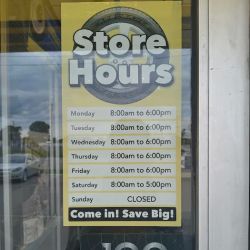 Store
Hours
Monday 8:00am to 6:00pm
Tuesday 8:00am to 6:00pm
Wednesday 8:00am to 6:00pm
Thursday 8:00am to 6:00pm
Friday 8:00am to 6:00pm
Saturday 8:00am to 5:00pm
Sunday CLOSED
Come in! Save Big!